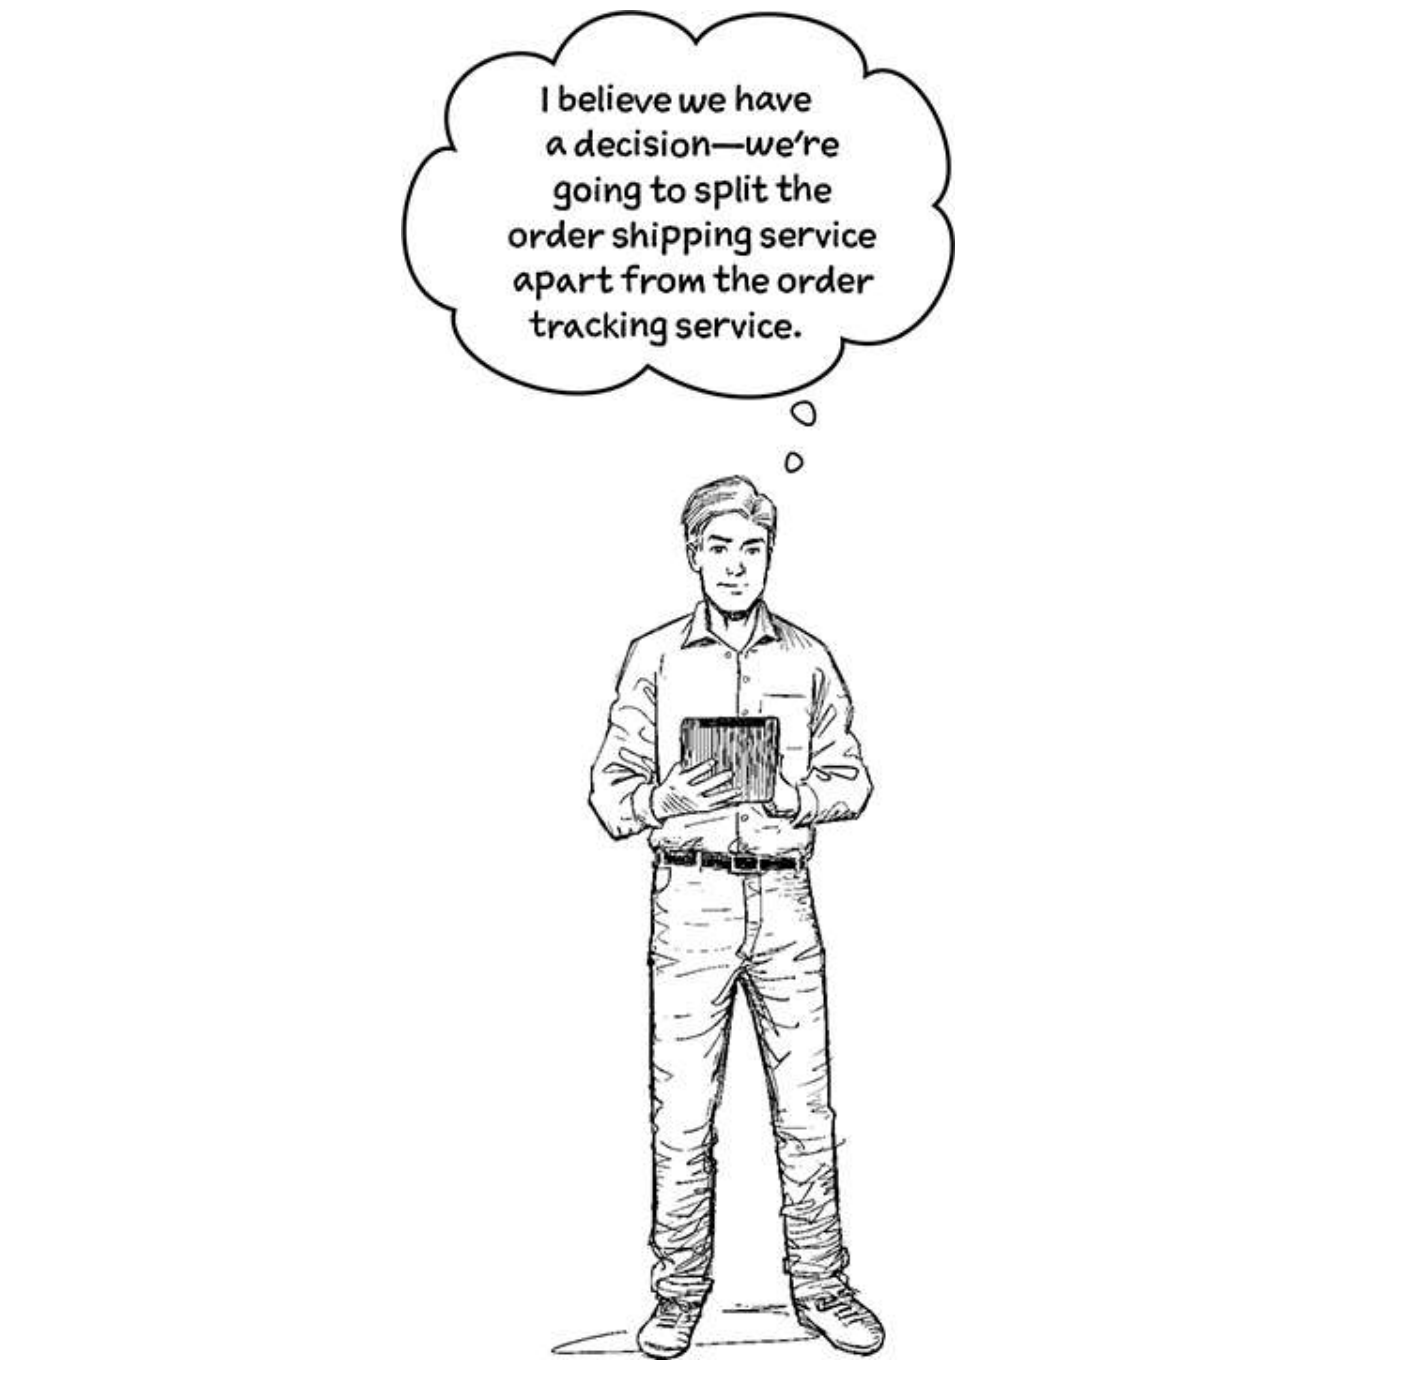 I believe we have
a decision—we're
going to split the
order shipping service
apart from the order
tracking service.